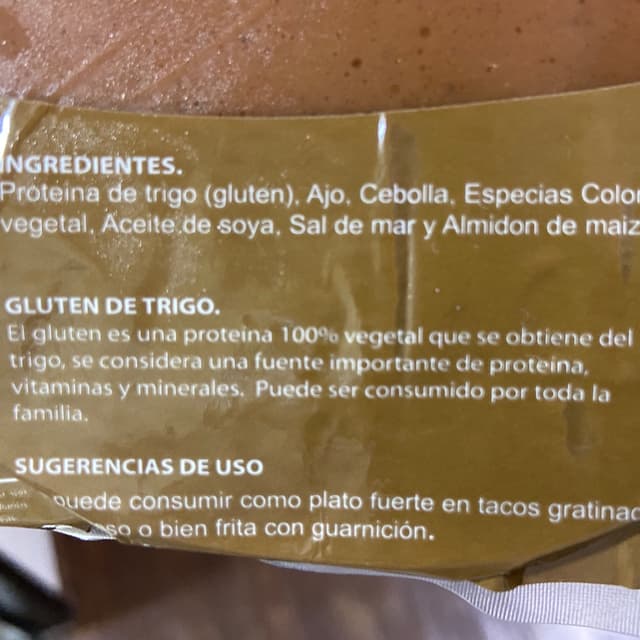 INGREDIENTES.
Proteina de trigo (gluten), Ajo, Cebolla, Especias Color
vegetal, Aceite de soya, Sal de mar y Almidon de maiz
GLUTEN DE TRIGO.
El gluten es una proteina 100% vegetal que se obtiene del
trigo, se considera una fuente importante de proteina,
vitaminas y minerales. Puede ser consumido por toda la
familia.
SUGERENCIAS DE USO
puede consumir como plato fuerte en tacos gratinad
o bien frita con guarnición.